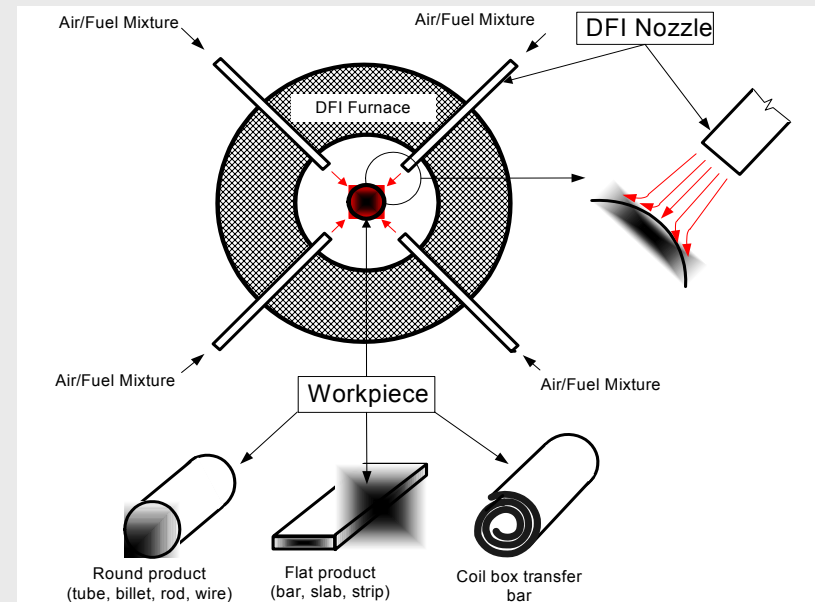 Air/Fuel Mixture
Air/Fuel Mixture
DFI Nozzle
DFI Furnace
Air/Fuel Mixture
Air/Fuel Mixture
Workpiece
Round product
(tube, billet, rod, wire)
Flat product
(bar, slab, strip)
Coil box transfer
bar